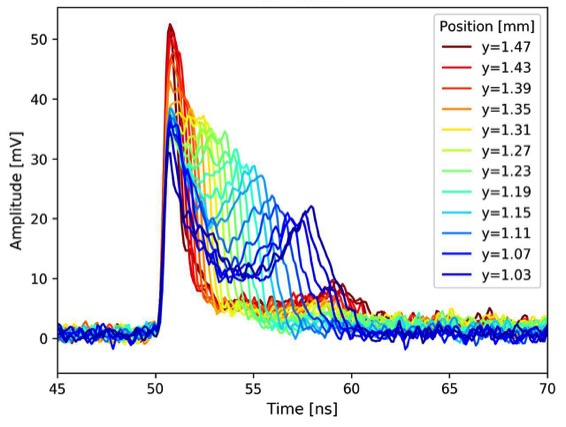 Position [mm]
y=1.47
y=1.43
y=1.39
y=1.35
y=1.31
y=1.27
y=1.23
y=1.19
y=1.15
y=1.11
y=1.07
y=1.03
Amplitude [mV]
50
40
30
20
10
0
45 50 55 60 65 70
Time [ns]